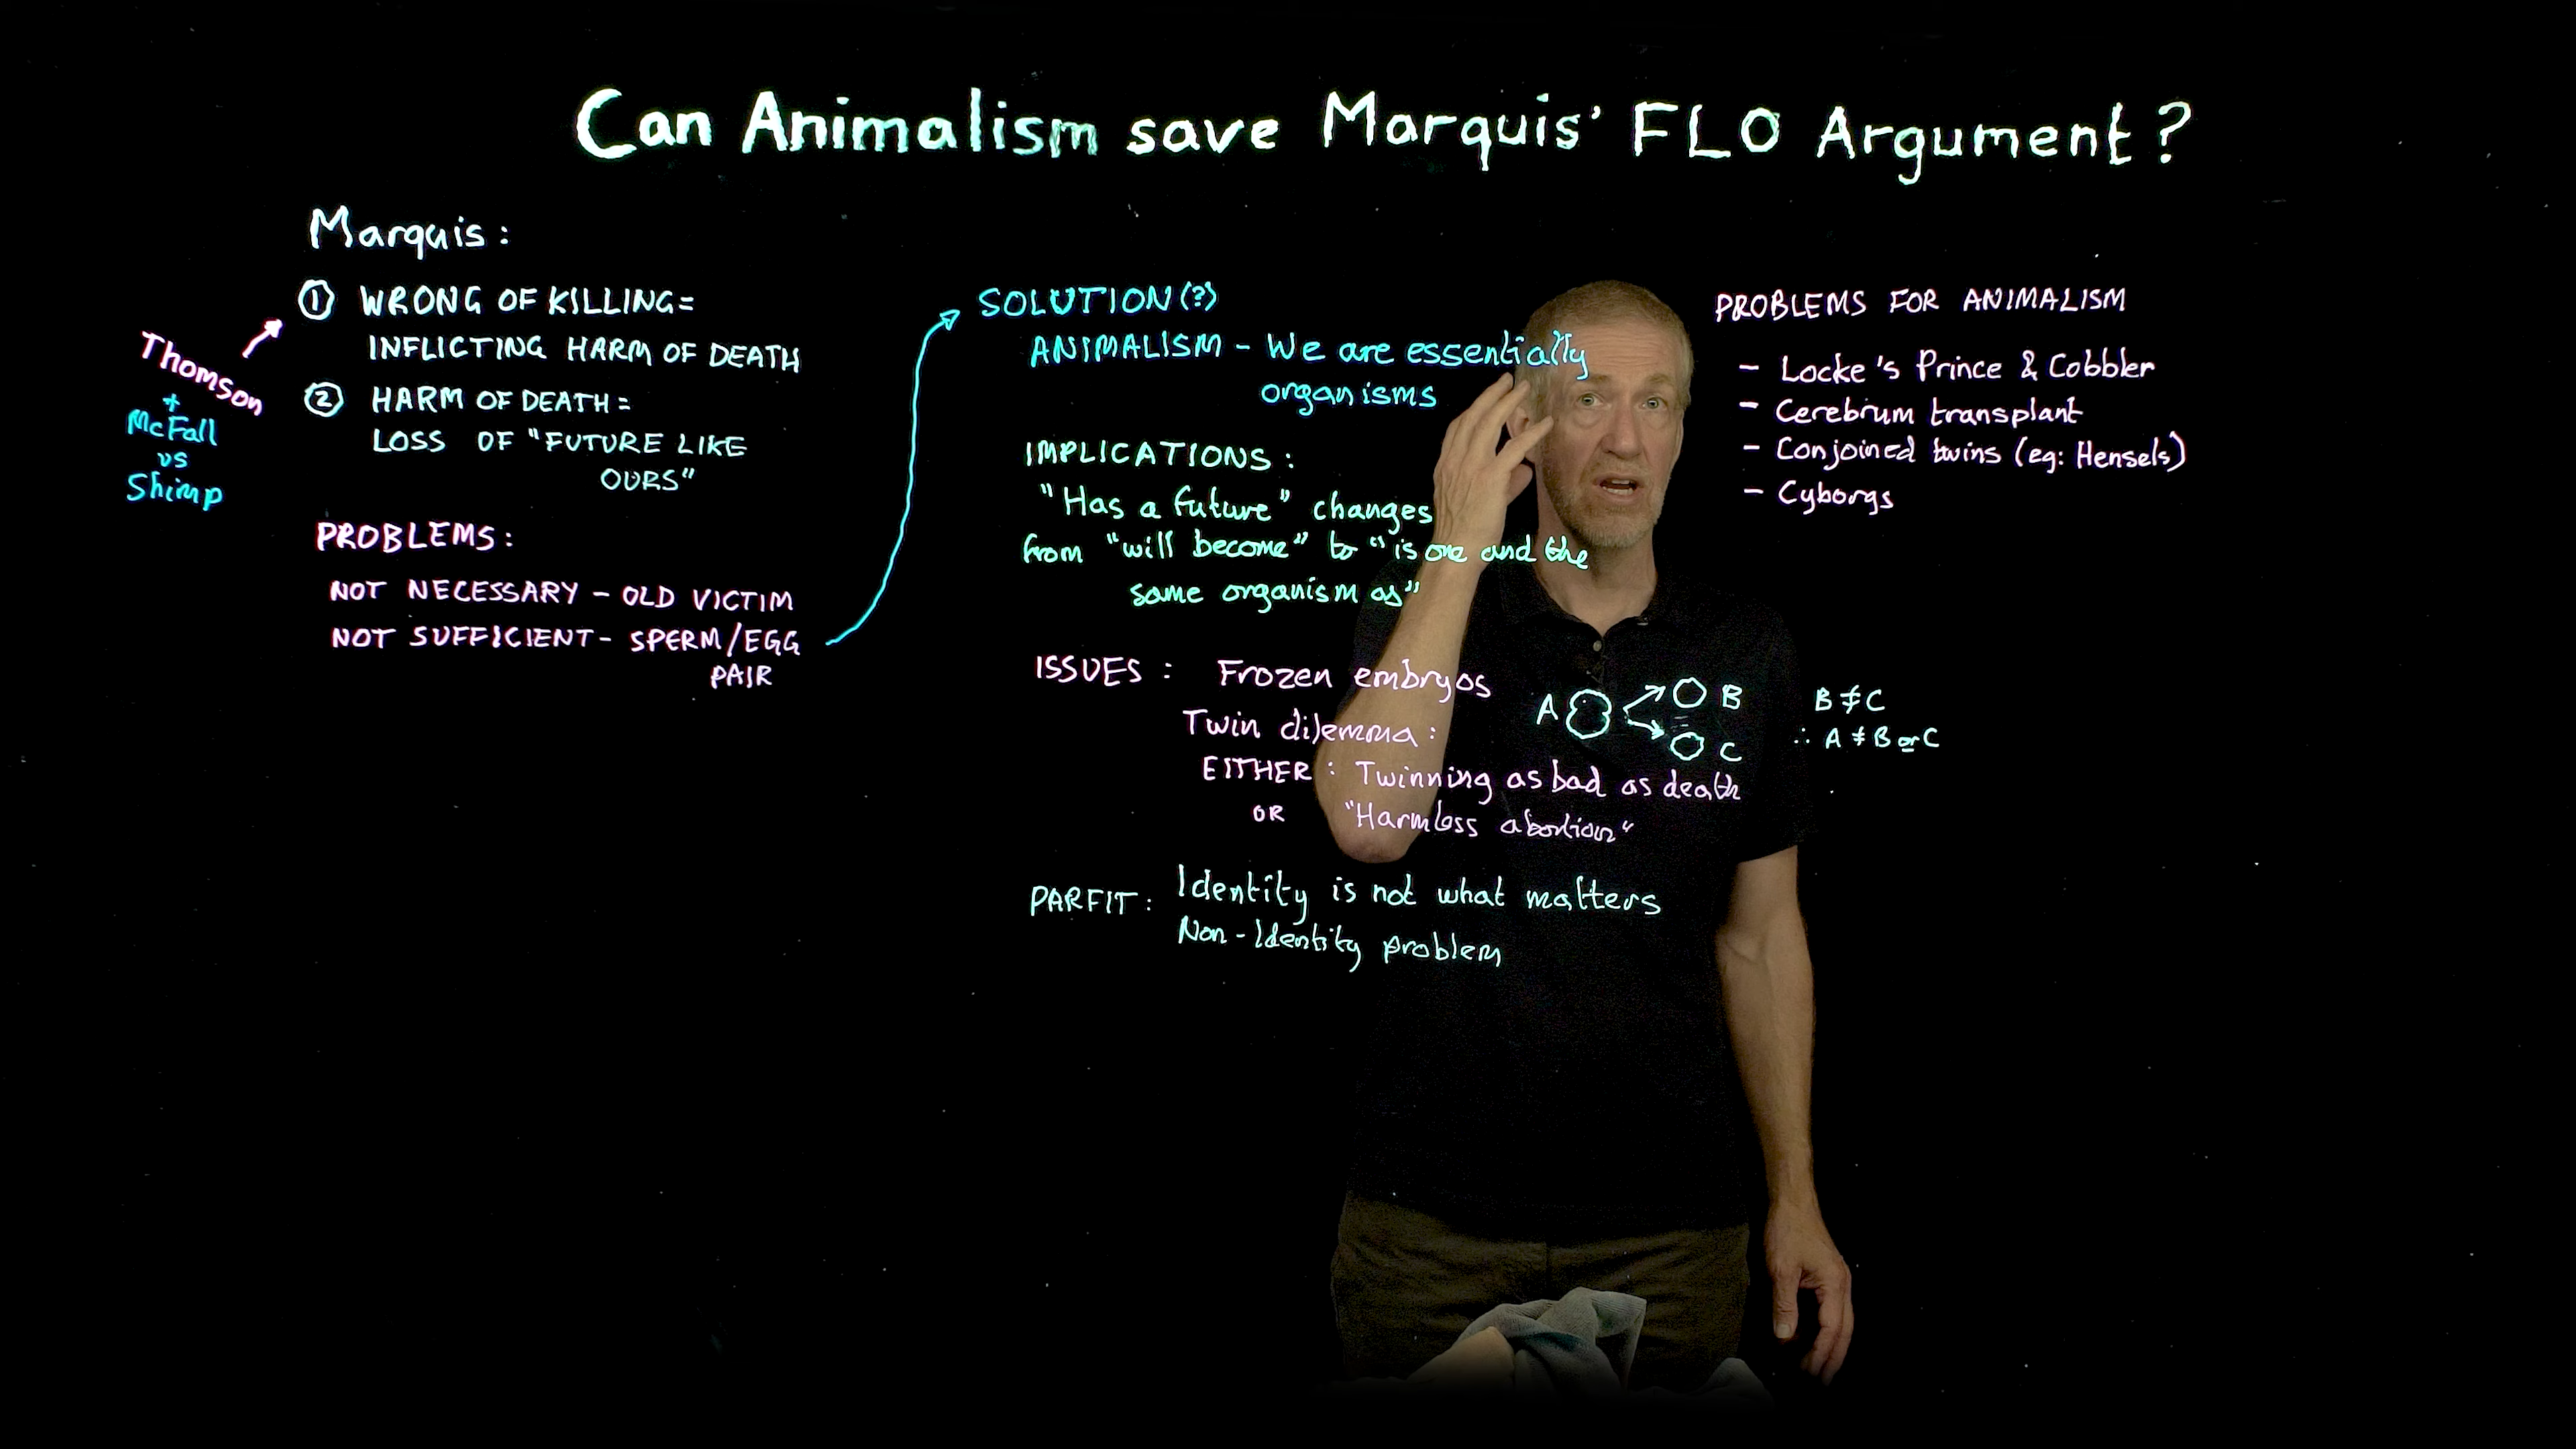 Can Animalism save Marquis' FLO Argument?
Marquis:
① WRONG OF KILLING =
INFLICTING HARM OF DEATH
② HARM OF DEATH =
LOSS OF "FUTURE LIKE
OURS"
Thomson
+
McFall
vs
Shimp
PROBLEMS:
NOT NECESSARY - OLD VICTIM
NOT SUFFICIENT - SPERM/EGG
PAIR
SOLUTION (?)
ANIMALISM - We are essentially
organisms
IMPLICATIONS:
"Has a future" changes
from "will become" to "is one and the
same organism as"
ISSUES: Frozen embryos
Twin dilemma:
EITHER: Twinning as bad as death
OR "Harmless abortion"
A B
C
B ≠ C
∴ A ≠ B or C
PARFIT: Identity is not what matters
Non-Identity problem
PROBLEMS FOR ANIMALISM
- Locke's Prince & Cobbler
- Cerebrum transplant
- Conjoined twins (eg: Hensels)
- Cyborgs